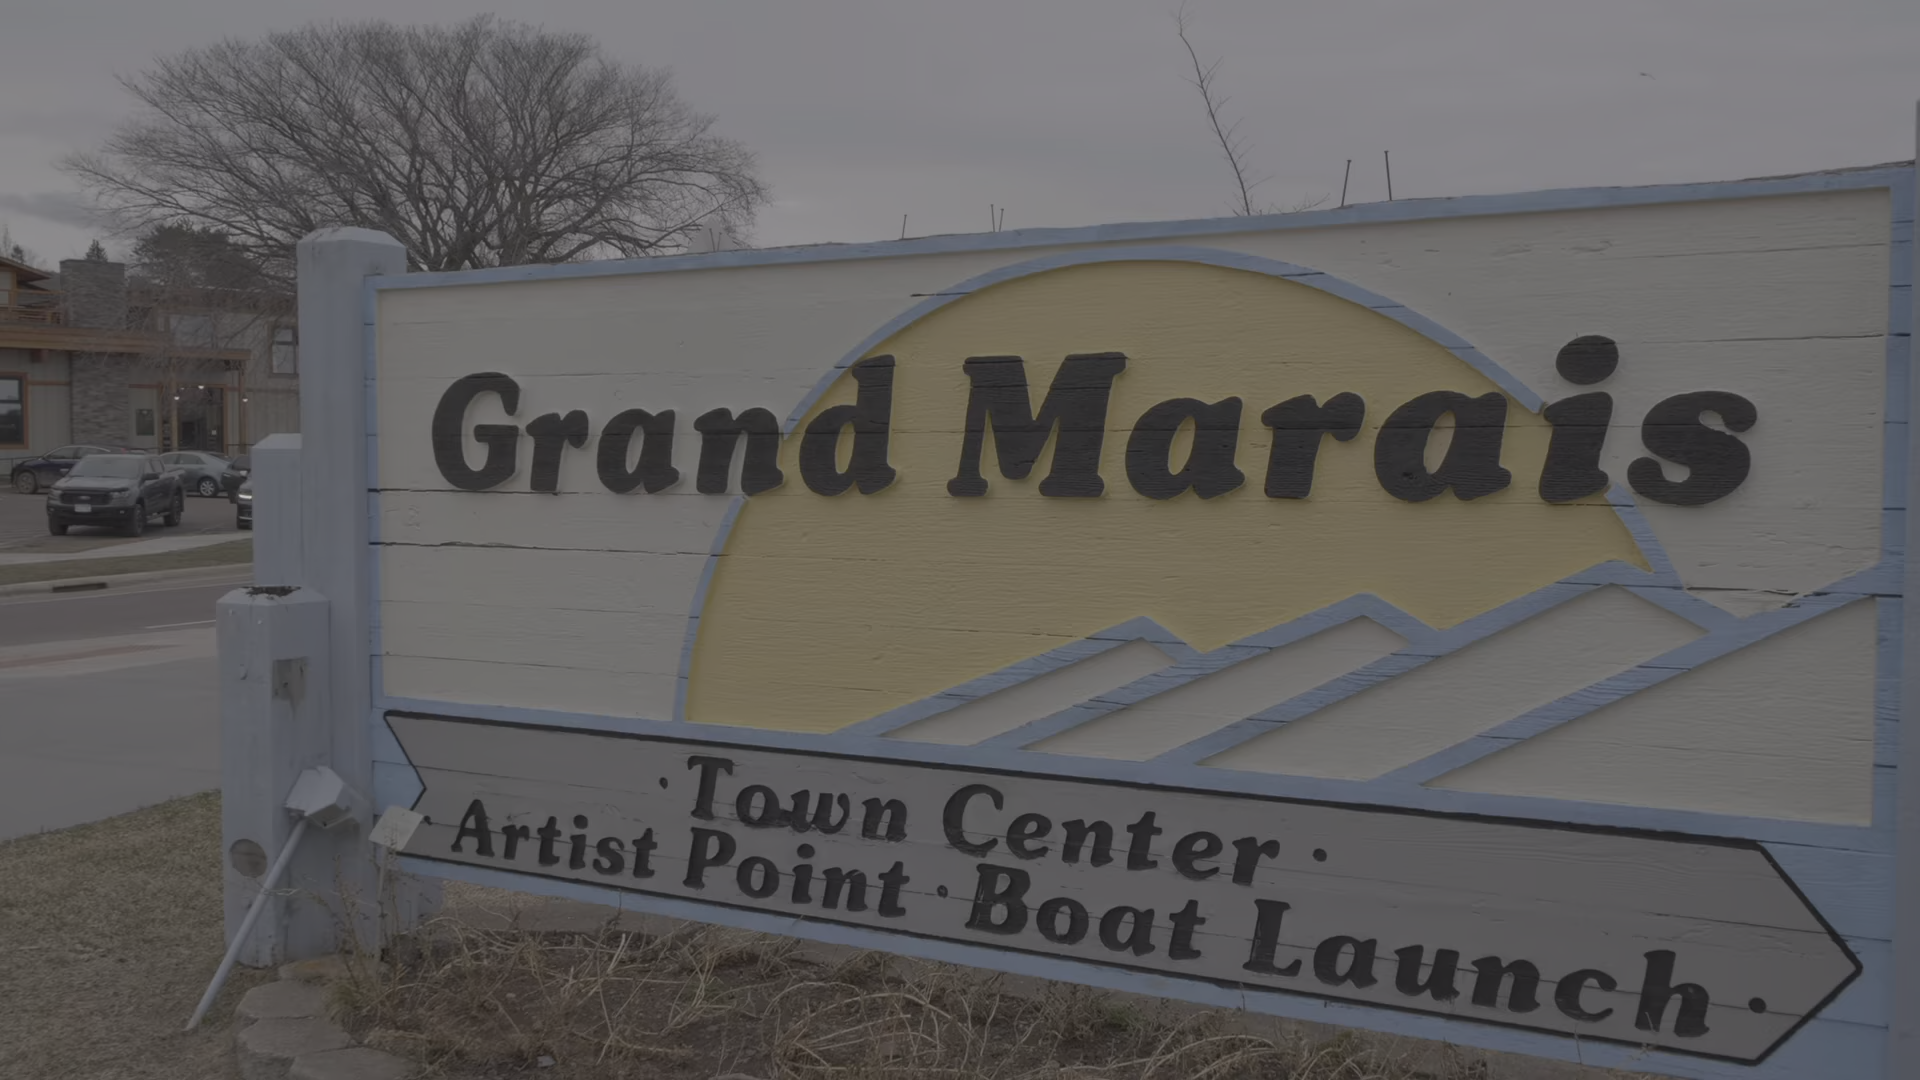 Grand Marais
· Town Center ·
· Artist Point · Boat Launch ·